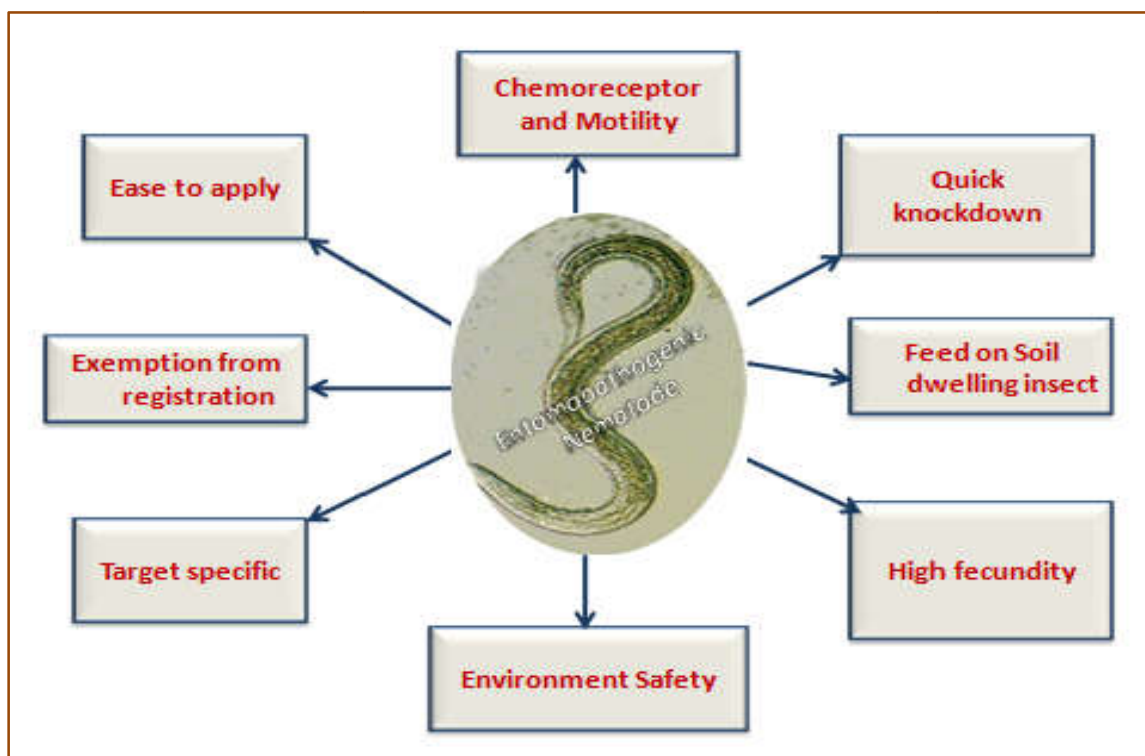 Chemoreceptor
and Motility
Ease to apply
Quick
knockdown
Exemption from
registration
Entomopathogenic
Nematode
Feed on Soil
dwelling insect
Target specific
High fecundity
Environment Safety